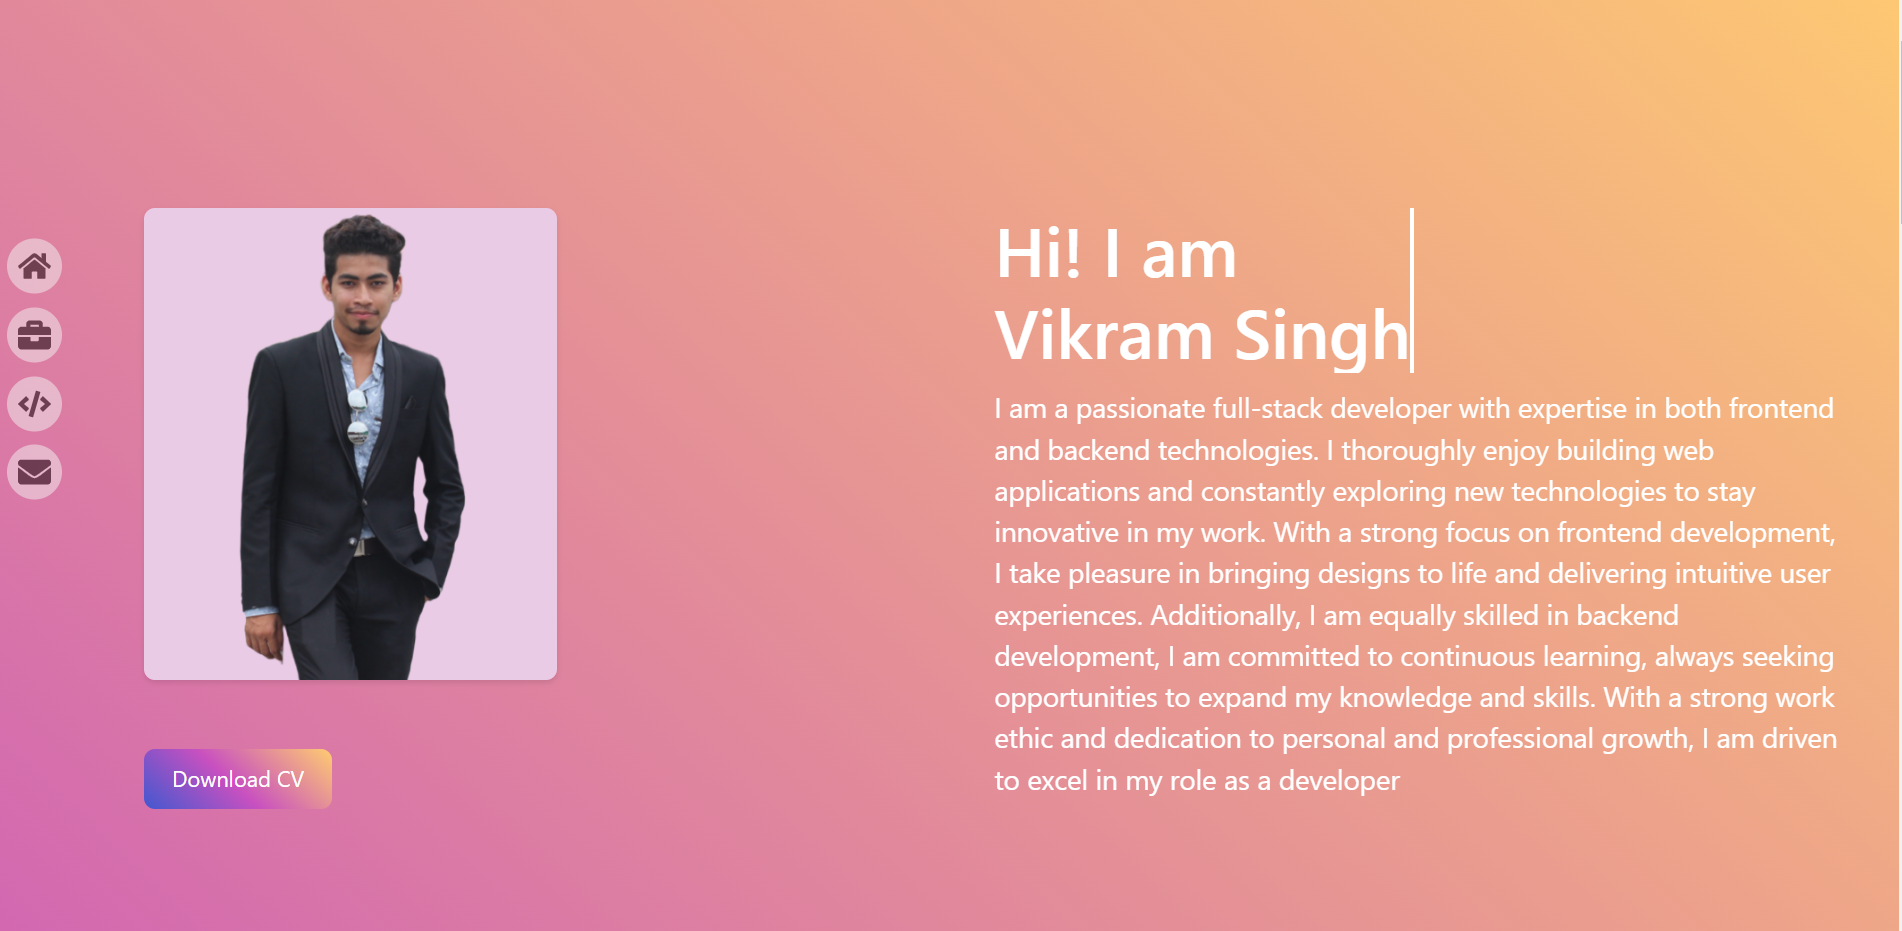 Hi! I am
Vikram Singh
I am a passionate full-stack developer with expertise in both frontend
and backend technologies. I thoroughly enjoy building web
applications and constantly exploring new technologies to stay
innovative in my work. With a strong focus on frontend development,
I take pleasure in bringing designs to life and delivering intuitive user
experiences. Additionally, I am equally skilled in backend
development, I am committed to continuous learning, always seeking
opportunities to expand my knowledge and skills. With a strong work
ethic and dedication to personal and professional growth, I am driven
to excel in my role as a developer
Download CV